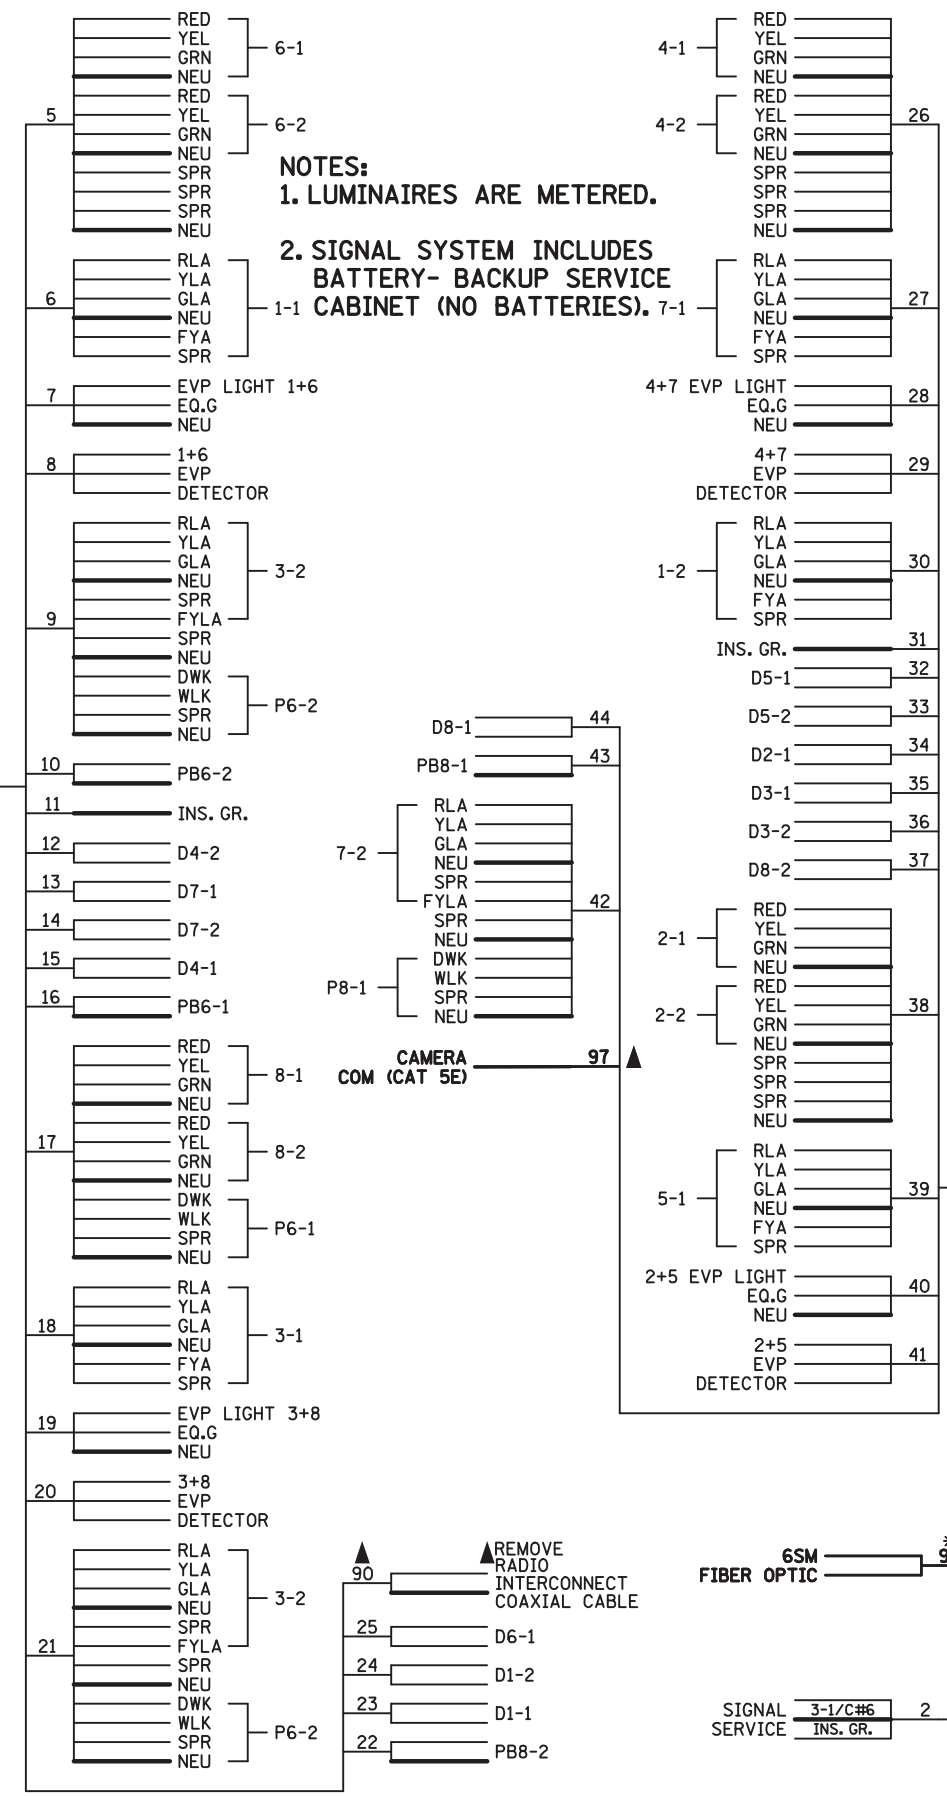 RED
YEL
GRN
NEU
6-1
RED
YEL
GRN
NEU
6-2
SPR
SPR
SPR
NEU
5
NOTES:
1. LUMINAIRES ARE METERED.
2. SIGNAL SYSTEM INCLUDES
BATTERY- BACKUP SERVICE
CABINET (NO BATTERIES).
RLA
YLA
GLA
NEU
FYA
SPR
1-1
6
EVP LIGHT 1+6
EQ.G
NEU
7
1+6
EVP
DETECTOR
8
RLA
YLA
GLA
NEU
SPR
FYLA
3-2
SPR
NEU
DWK
WLK
SPR
NEU
P6-2
9
10
PB6-2
11
INS. GR.
12
D4-2
13
D7-1
14
D7-2
15
D4-1
16
PB6-1
RED
YEL
GRN
NEU
8-1
RED
YEL
GRN
NEU
8-2
DWK
WLK
SPR
NEU
P6-1
17
RLA
YLA
GLA
NEU
FYA
SPR
3-1
18
EVP LIGHT 3+8
EQ.G
NEU
19
3+8
EVP
DETECTOR
20
RLA
YLA
GLA
NEU
SPR
FYLA
3-2
SPR
NEU
DWK
WLK
SPR
NEU
P6-2
21
D8-1
44
PB8-1
43
RLA
YLA
GLA
NEU
SPR
FYLA
7-2
SPR
NEU
DWK
WLK
SPR
NEU
P8-1
42
CAMERA
COM (CAT 5E)
97
90
REMOVE
RADIO
INTERCONNECT
COAXIAL CABLE
25
D6-1
24
D1-2
23
D1-1
22
PB8-2
4-1
RED
YEL
GRN
NEU
4-2
RED
YEL
GRN
NEU
SPR
SPR
SPR
NEU
26
7-1
RLA
YLA
GLA
NEU
FYA
SPR
27
4+7 EVP LIGHT
EQ.G
NEU
28
4+7
EVP
DETECTOR
29
1-2
RLA
YLA
GLA
NEU
FYA
SPR
30
INS. GR.
31
D5-1
32
D5-2
33
D2-1
34
D3-1
35
D3-2
36
D8-2
37
2-1
RED
YEL
GRN
NEU
2-2
RED
YEL
GRN
NEU
SPR
SPR
SPR
NEU
38
5-1
RLA
YLA
GLA
NEU
FYA
SPR
39
2+5 EVP LIGHT
EQ.G
NEU
40
2+5
EVP
DETECTOR
41
6SM
FIBER OPTIC
SIGNAL
SERVICE
3-1/C#6
INS. GR.
2